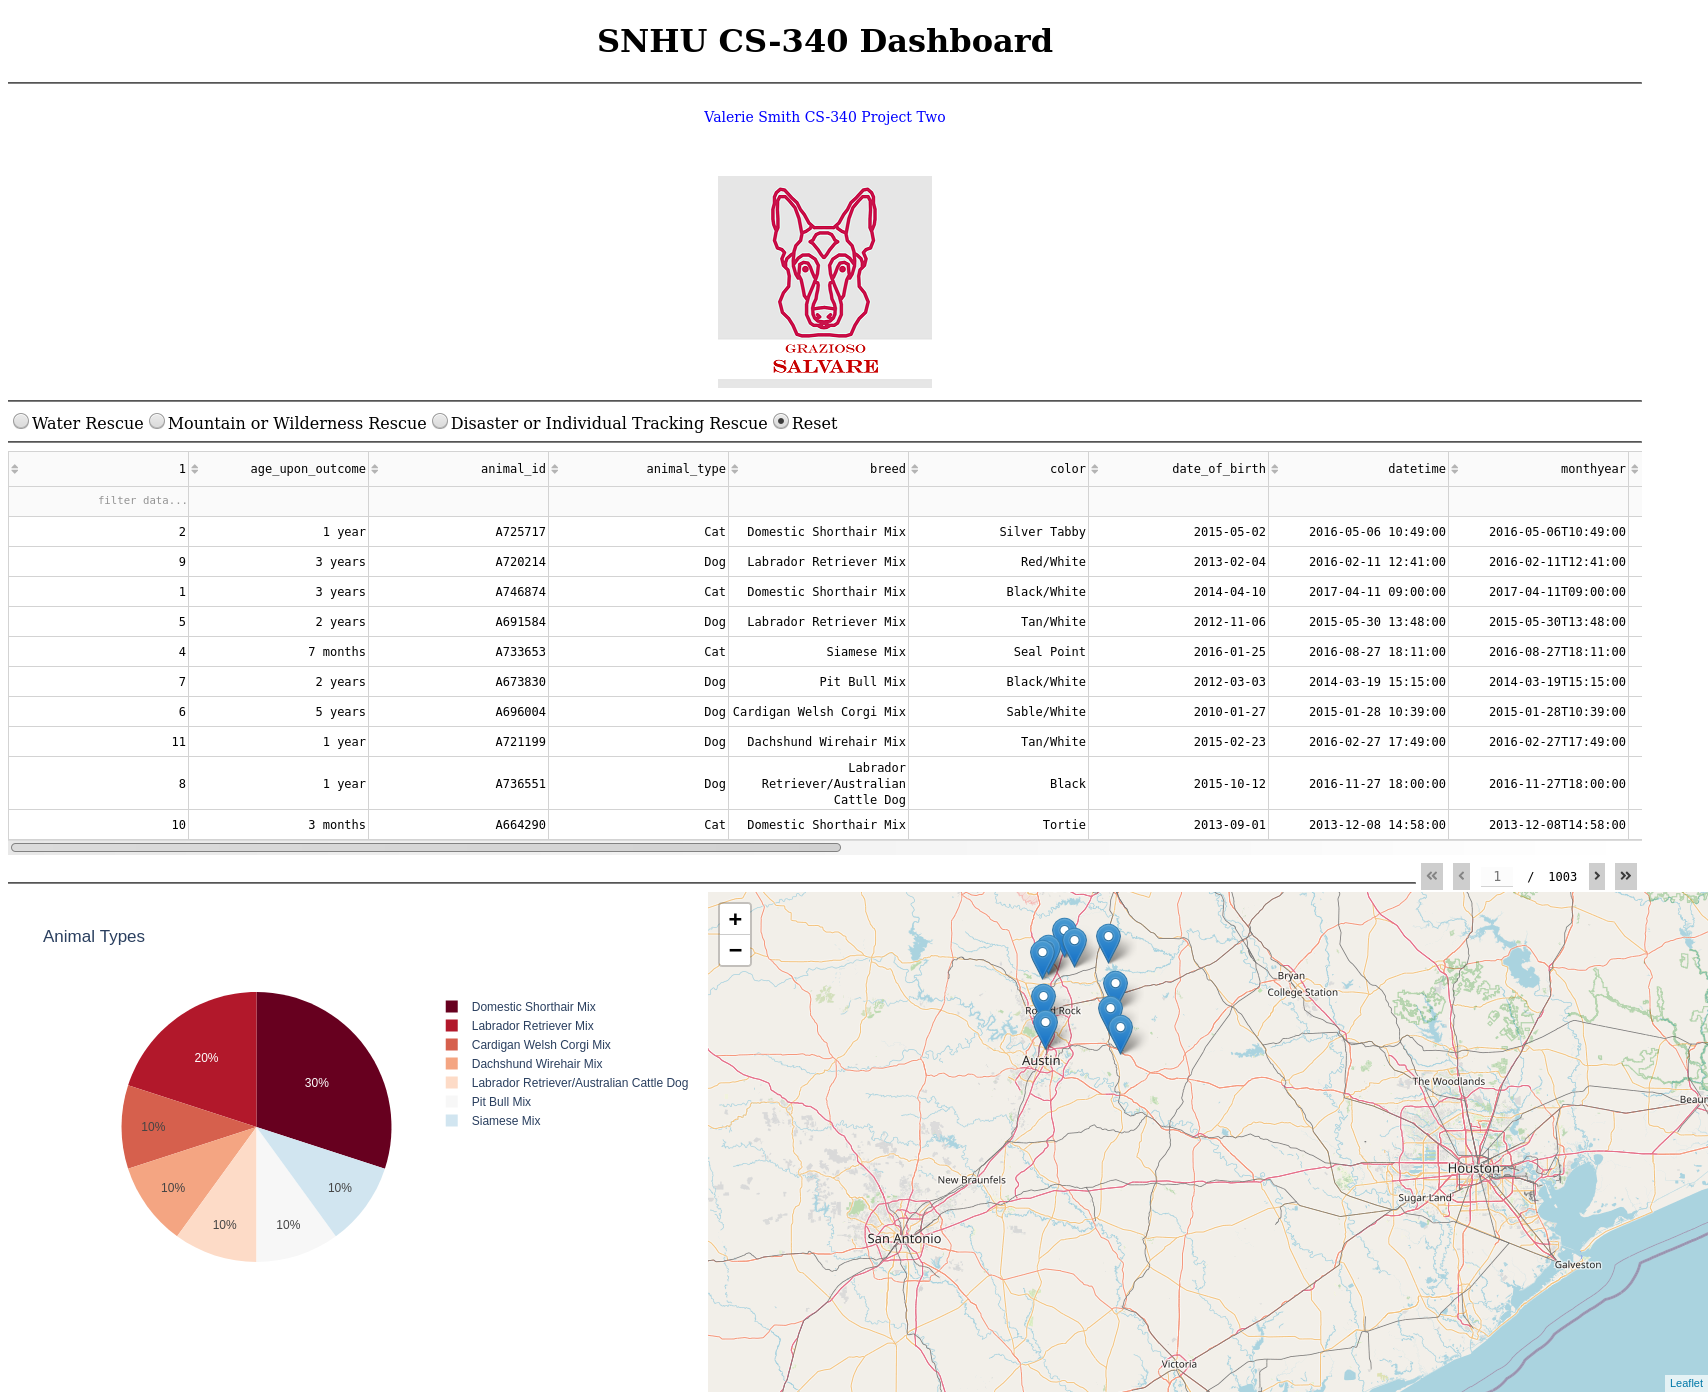 SNHU CS-340 Dashboard
Valerie Smith CS-340 Project Two
GRAZIOSO
SALVARE
Water Rescue Mountain or Wilderness Rescue Disaster or Individual Tracking Rescue Reset
1 age_upon_outcome animal_id animal_type breed color date_of_birth datetime monthyear
filter data...
2 1 year A725717 Cat Domestic Shorthair Mix Silver Tabby 2015-05-02 2016-05-06 10:49:00 2016-05-06T10:49:00
9 3 years A720214 Dog Labrador Retriever Mix Red/White 2013-02-04 2016-02-11 12:41:00 2016-02-11T12:41:00
1 3 years A746874 Cat Domestic Shorthair Mix Black/White 2014-04-10 2017-04-11 09:00:00 2017-04-11T09:00:00
5 2 years A691584 Dog Labrador Retriever Mix Tan/White 2012-11-06 2015-05-30 13:48:00 2015-05-30T13:48:00
4 7 months A733653 Cat Siamese Mix Seal Point 2016-01-25 2016-08-27 18:11:00 2016-08-27T18:11:00
7 2 years A673830 Dog Pit Bull Mix Black/White 2012-03-03 2014-03-19 15:15:00 2014-03-19T15:15:00
6 5 years A696004 Dog Cardigan Welsh Corgi Mix Sable/White 2010-01-27 2015-01-28 10:39:00 2015-01-28T10:39:00
11 1 year A721199 Dog Dachshund Wirehair Mix Tan/White 2015-02-23 2016-02-27 17:49:00 2016-02-27T17:49:00
Labrador
8 1 year A736551 Dog Retriever/Australian Black 2015-10-12 2016-11-27 18:00:00 2016-11-27T18:00:00
Cattle Dog
10 3 months A664290 Cat Domestic Shorthair Mix Tortie 2013-09-01 2013-12-08 14:58:00 2013-12-08T14:58:00
1 / 1003
Animal Types
30%
20%
10%
10%
10%
10%
10%
Domestic Shorthair Mix
Labrador Retriever Mix
Cardigan Welsh Corgi Mix
Dachshund Wirehair Mix
Labrador Retriever/Australian Cattle Dog
Pit Bull Mix
Siamese Mix
+
−
Bryan
College Station
Rock
Austin
The Woodlands
Houston
Sugar Land
New Braunfels
San Antonio
Galveston
Victoria
Leaflet